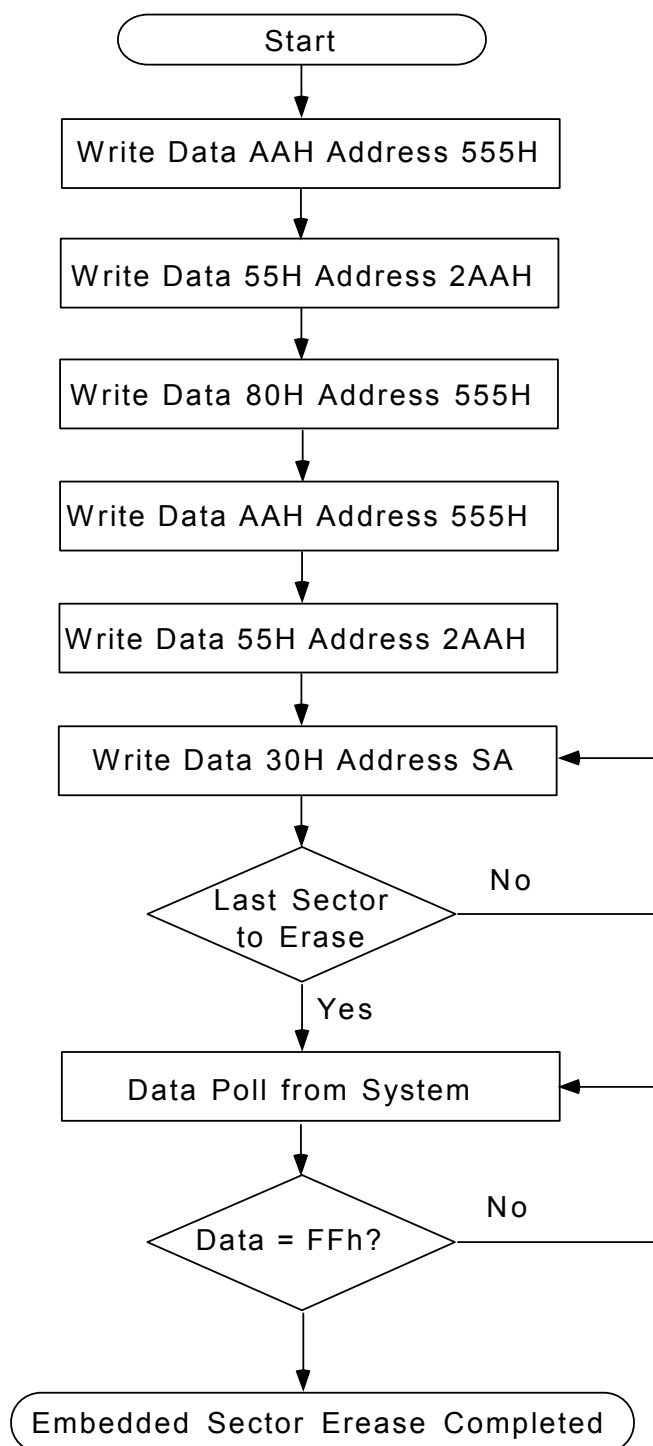 Start
Write Data AAH Address 555H
Write Data 55H Address 2AAH
Write Data 80H Address 555H
Write Data AAH Address 555H
Write Data 55H Address 2AAH
Write Data 30H Address SA
Last Sector
to Erase
No
Yes
Data Poll from System
Data = FFh?
No
Embedded Sector Erease Completed